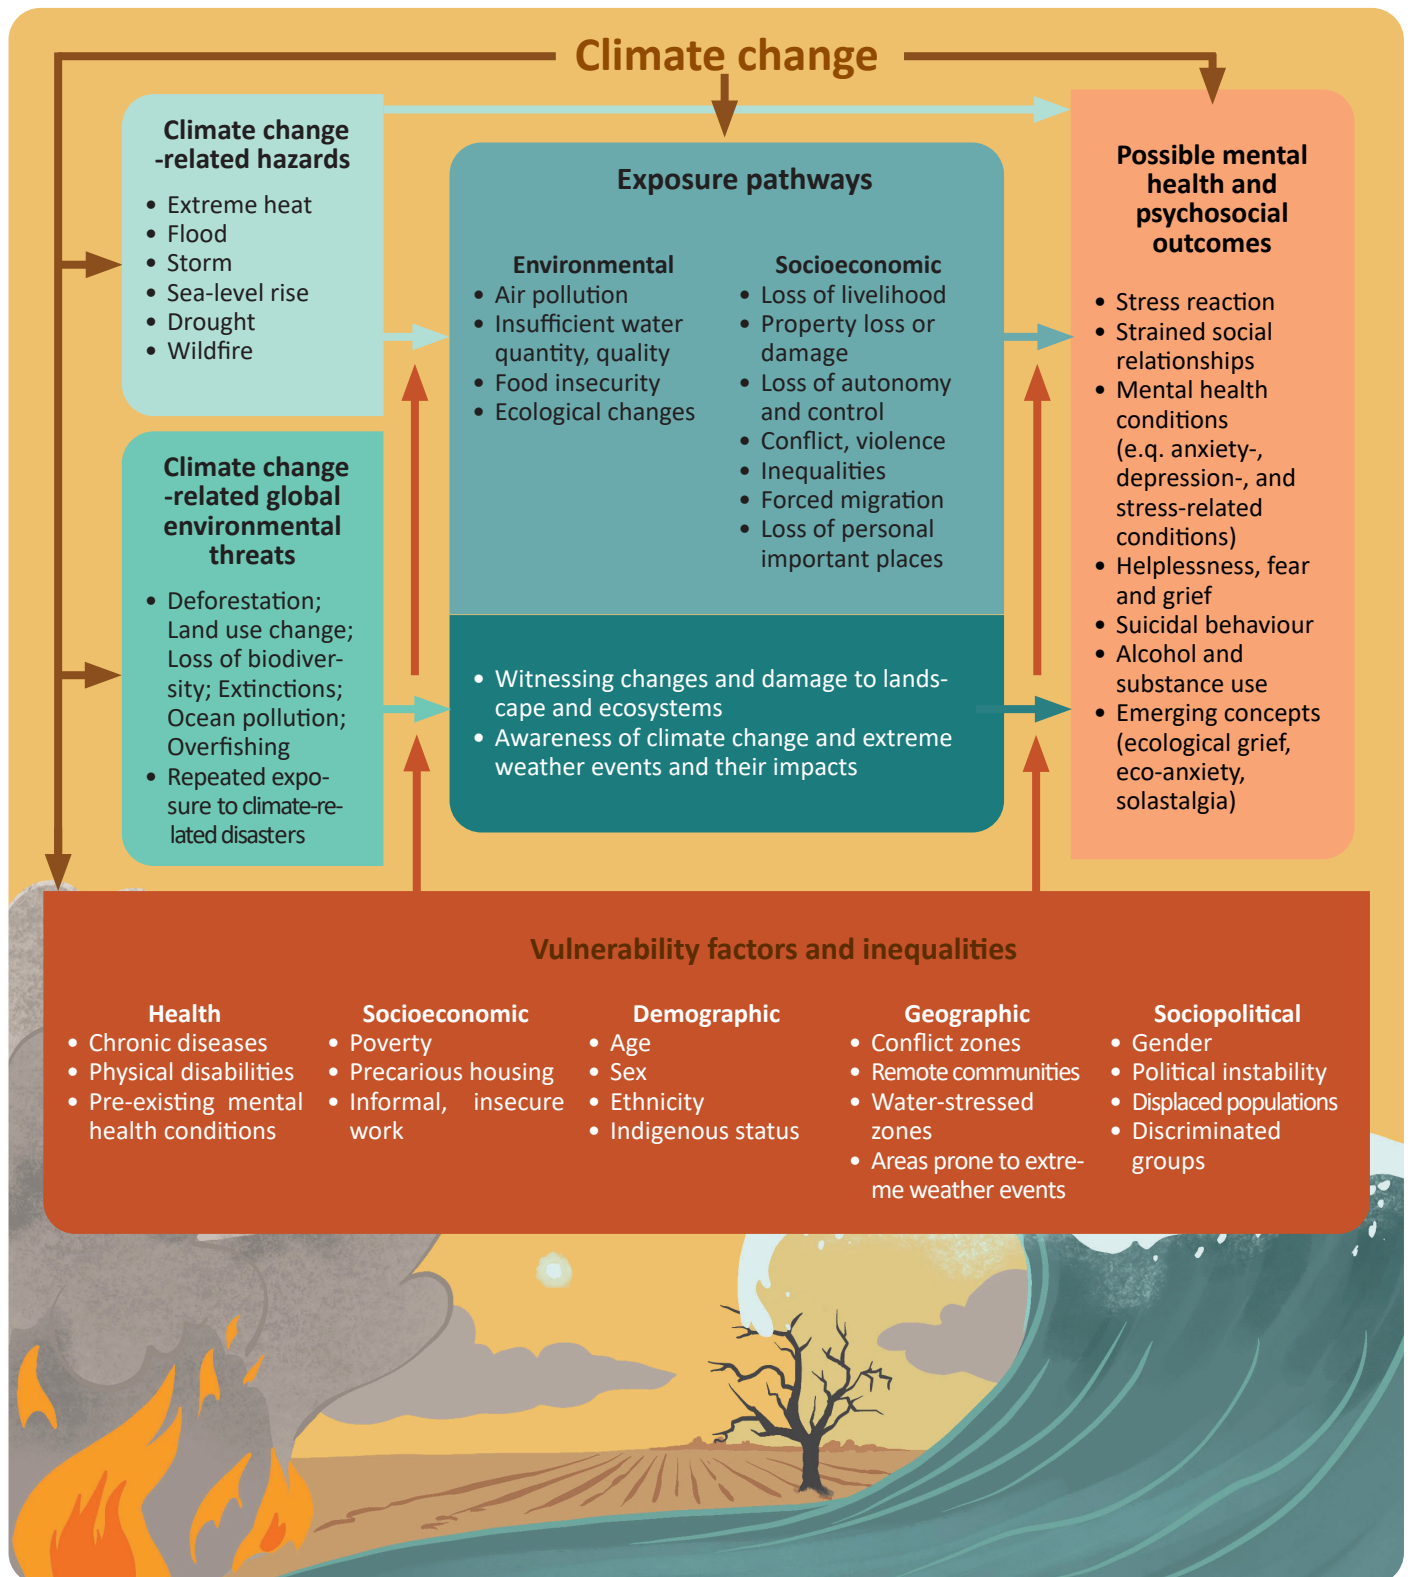 Climate change
Climate change
-related hazards
• Extreme heat
• Flood
• Storm
• Sea-level rise
• Drought
• Wildfire
Climate change
-related global
environmental
threats
• Deforestation;
Land use change;
Loss of biodiver-
sity; Extinctions;
Ocean pollution;
Overfishing
• Repeated expo-
sure to climate-re-
lated disasters
Exposure pathways
Environmental
• Air pollution
• Insufficient water
quantity, quality
• Food insecurity
• Ecological changes
Socioeconomic
• Loss of livelihood
• Property loss or
damage
• Loss of autonomy
and control
• Conflict, violence
• Inequalities
• Forced migration
• Loss of personal
important places
• Witnessing changes and damage to lands-
cape and ecosystems
• Awareness of climate change and extreme
weather events and their impacts
Possible mental
health and
psychosocial
outcomes
• Stress reaction
• Strained social
relationships
• Mental health
conditions
(e.q. anxiety-,
depression-, and
stress-related
conditions)
• Helplessness, fear
and grief
• Suicidal behaviour
• Alcohol and
substance use
• Emerging concepts
(ecological grief,
eco-anxiety,
solastalgia)
Vulnerability factors and inequalities
Health
• Chronic diseases
• Physical disabilities
• Pre-existing mental
health conditions
Socioeconomic
• Poverty
• Precarious housing
• Informal, insecure
work
Demographic
• Age
• Sex
• Ethnicity
• Indigenous status
Geographic
• Conflict zones
• Remote communities
• Water-stressed
zones
• Areas prone to extre-
me weather events
Sociopolitical
• Gender
• Political instability
• Displaced populations
• Discriminated
groups